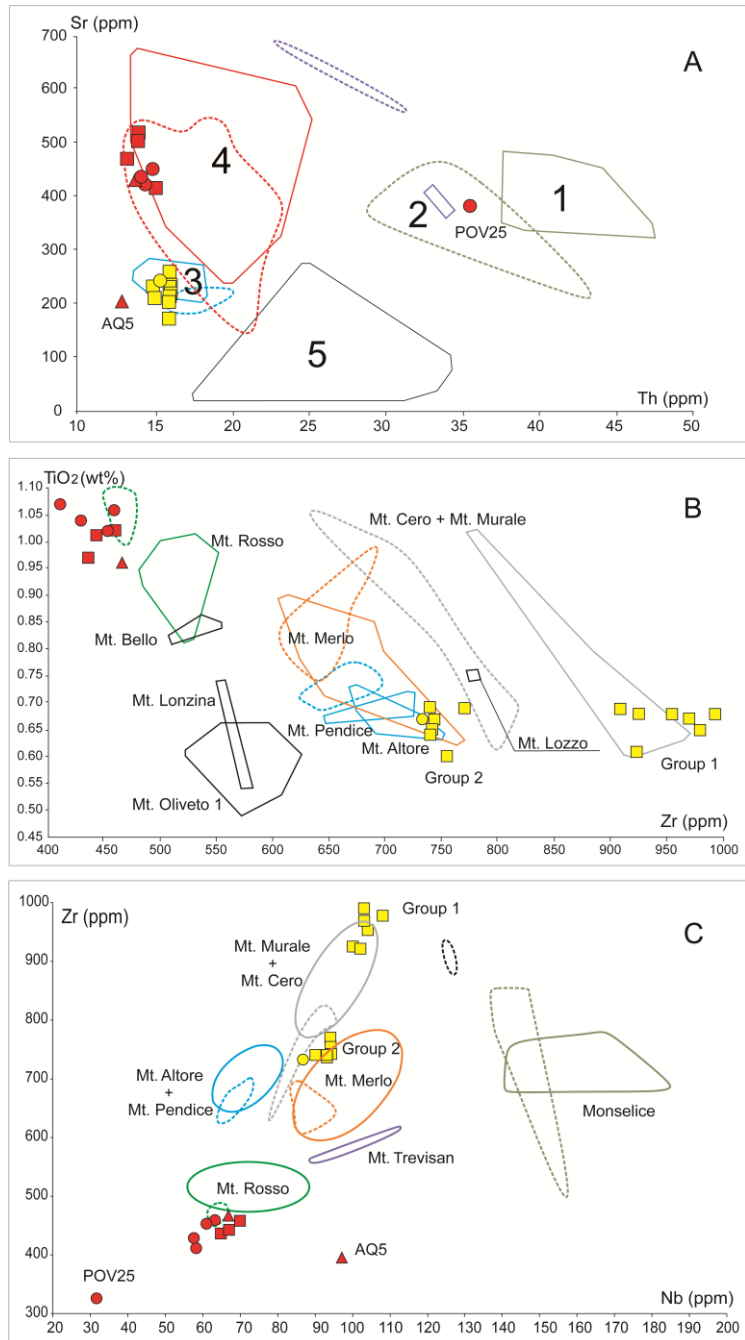 Sr (ppm)
A
700
600
500
400
300
200
100
0
4
2
1
POV25
3
AQ5
5
Th (ppm)
10
15
20
25
30
35
40
45
50
TiO2(wt%)
B
1.10
1.05
1.00
0.95
0.90
0.85
0.80
0.75
0.70
0.65
0.60
0.55
0.50
0.45
Mt. Cero + Mt. Murale
Mt. Rosso
Mt. Bello
Mt. Merlo
Mt. Lonzina
Mt. Pendice
Mt. Altore
Mt. Lozzo
Group 2
Group 1
Mt. Oliveto 1
Zr (ppm)
400
450
500
550
600
650
700
750
800
850
900
950
1000
Zr (ppm)
C
1000
900
800
700
600
500
400
300
Group 1
Mt. Murale
+
Mt. Cero
Group 2
Mt. Altore
+
Mt. Pendice
Mt. Merlo
Monselice
Mt. Trevisan
Mt. Rosso
AQ5
POV25
Nb (ppm)
20
30
40
50
60
70
80
90
100
110
120
130
140
150
160
170
180
190
200